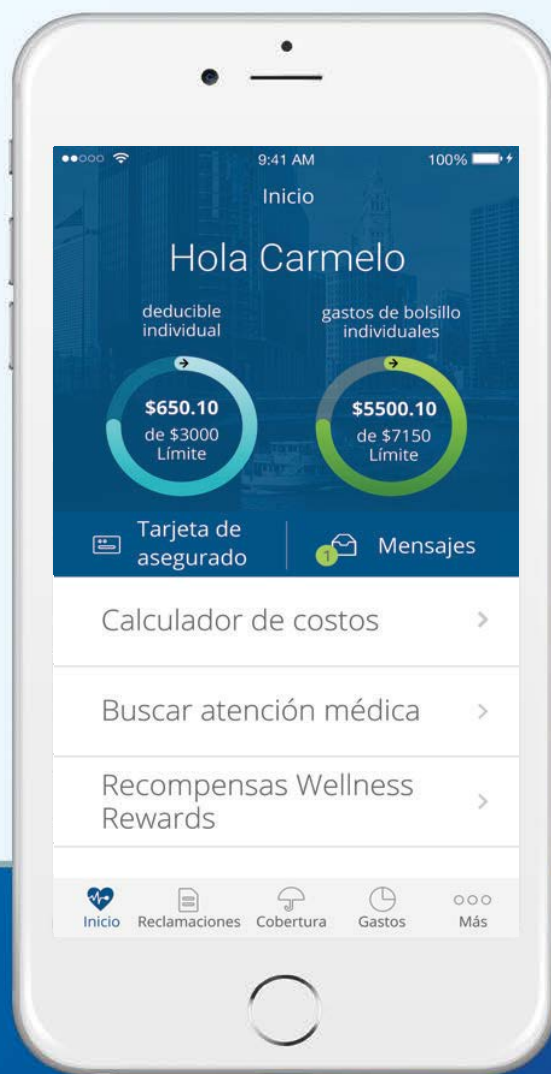 9:41 AM
100%
Inicio
Hola Carmelo
deducible
individual
gastos de bolsillo
individuales
$650.10
de $3000
Límite
$5500.10
de $7150
Límite
Tarjeta de
asegurado
1
Mensajes
Calculador de costos
Buscar atención médica
Recompensas Wellness
Rewards
Inicio
Reclamaciones
Cobertura
Gastos
Más